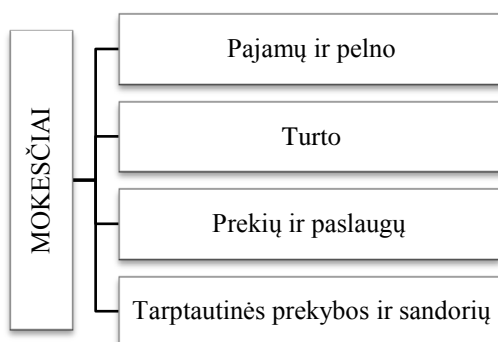 MOKESČIAI
Pajamų ir pelno
Turto
Prekių ir paslaugų
Tarptautinės prekybos ir sandorių